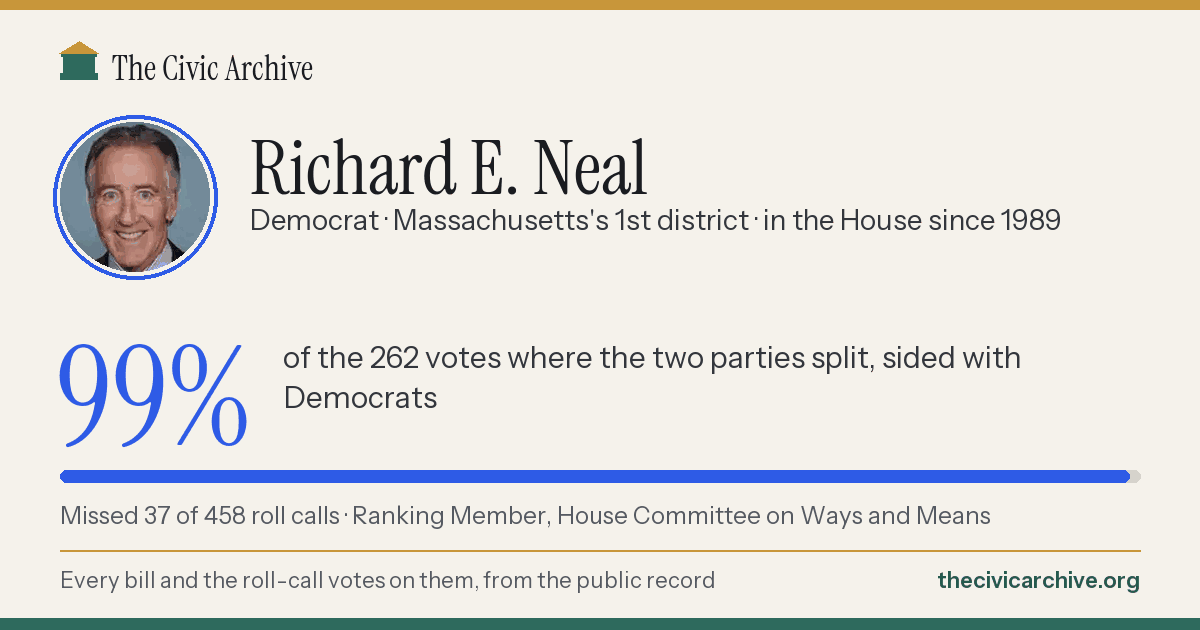 The Civic Archive
Richard E. Neal
Democrat · Massachusetts's 1st district · in the House since 1989
99%
of the 262 votes where the two parties split, sided with
Democrats
Missed 37 of 458 roll calls · Ranking Member, House Committee on Ways and Means
Every bill and the roll-call votes on them, from the public record
thecivicarchive.org